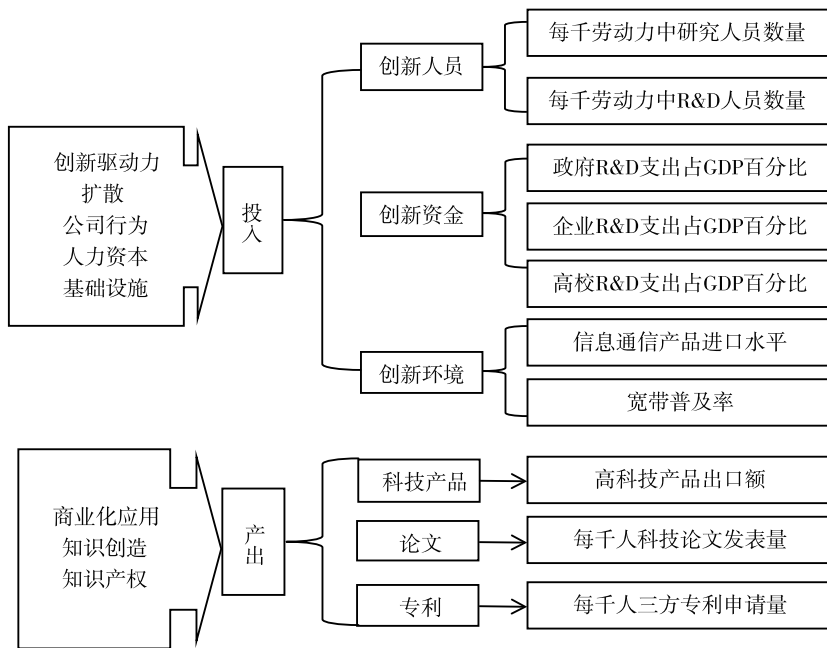 创新驱动力
扩散
公司行为
人力资本
基础设施
投入
创新人员
每千劳动力中研究人员数量
每千劳动力中R&D人员数量
创新资金
政府R&D支出占GDP百分比
企业R&D支出占GDP百分比
高校R&D支出占GDP百分比
创新环境
信息通信产品进口水平
宽带普及率
商业化应用
知识创造
知识产权
产出
科技产品
高科技产品出口额
论文
每千人科技论文发表量
专利
每千人三方专利申请量